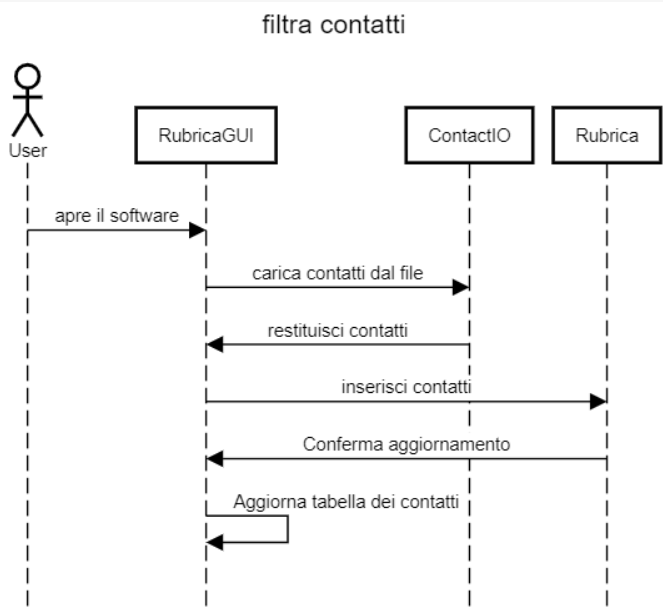 filtra contatti
User
RubricaGUI
ContactIO
Rubrica
apre il software
carica contatti dal file
restituisci contatti
inserisci contatti
Conferma aggiornamento
Aggiorna tabella dei contatti